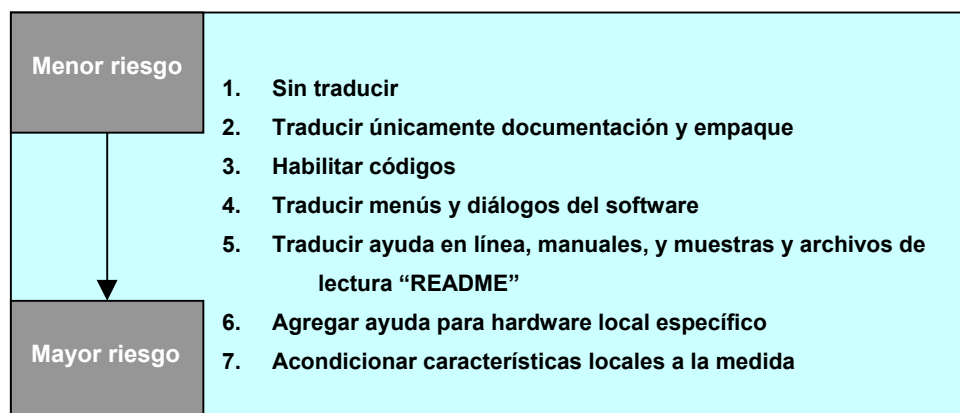 Menor riesgo
1. Sin traducir
2. Traducir únicamente documentación y empaque
3. Habilitar códigos
4. Traducir menús y diálogos del software
5. Traducir ayuda en línea, manuales, y muestras y archivos de
lectura “README”
6. Agregar ayuda para hardware local específico
7. Acondicionar características locales a la medida
Mayor riesgo